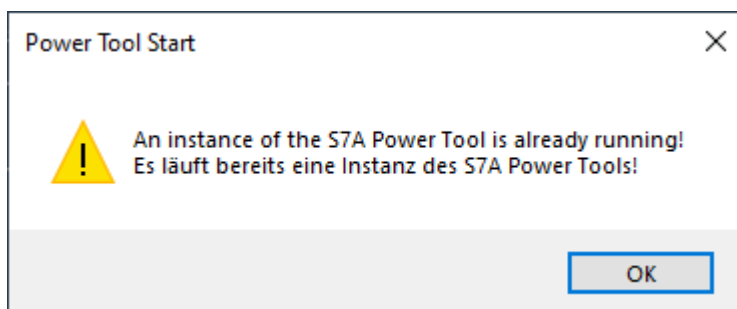 Power Tool Start
An instance of the S7A Power Tool is already running!
Es läuft bereits eine Instanz des S7A Power Tools!
OK